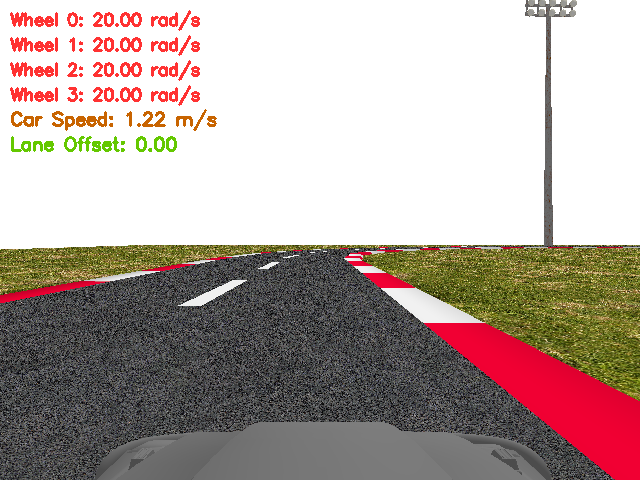 Wheel 0: 20.00 rad/s
Wheel 1: 20.00 rad/s
Wheel 2: 20.00 rad/s
Wheel 3: 20.00 rad/s
Car Speed: 1.22 m/s
Lane Offset: 0.00